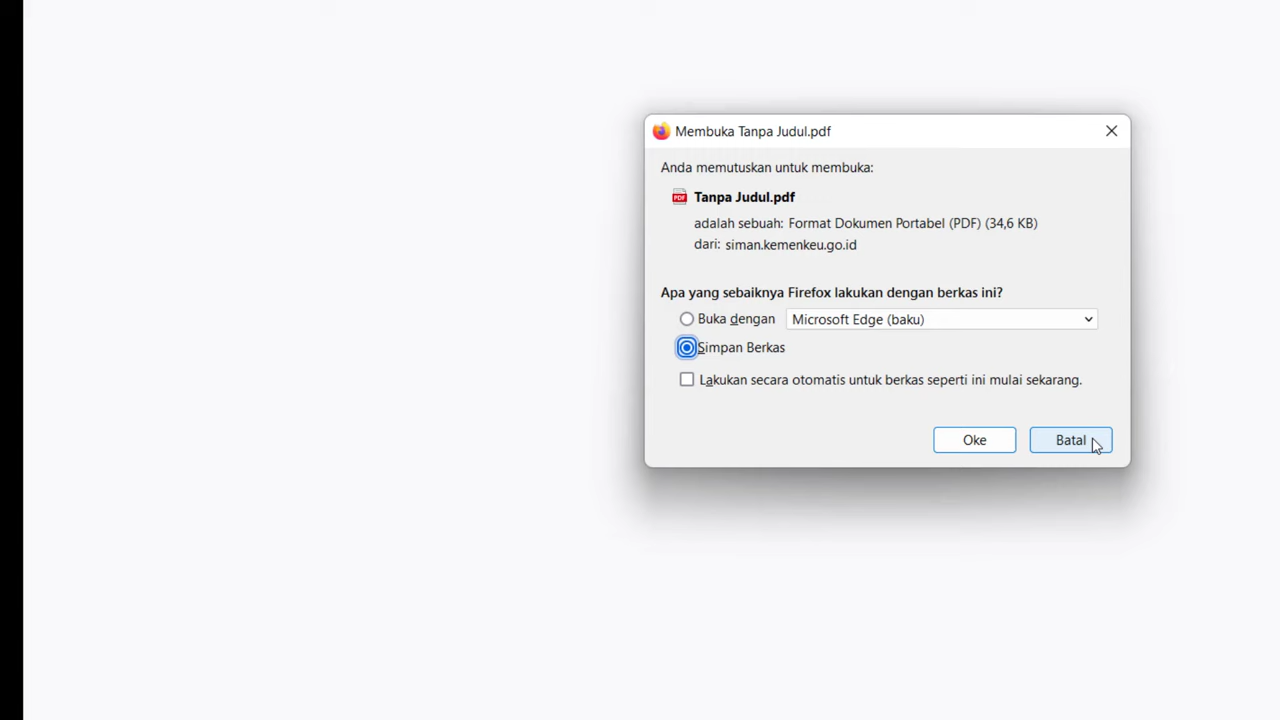 Membuka Tanpa Judul.pdf
Anda memutuskan untuk membuka:
PDF
Tanpa Judul.pdf
adalah sebuah: Format Dokumen Portabel (PDF) (34,6 KB)
dari: siman.kemenkeu.go.id
Apa yang sebaiknya Firefox lakukan dengan berkas ini?
Buka dengan Microsoft Edge (baku)
Simpan Berkas
Lakukan secara otomatis untuk berkas seperti ini mulai sekarang.
Oke Batal